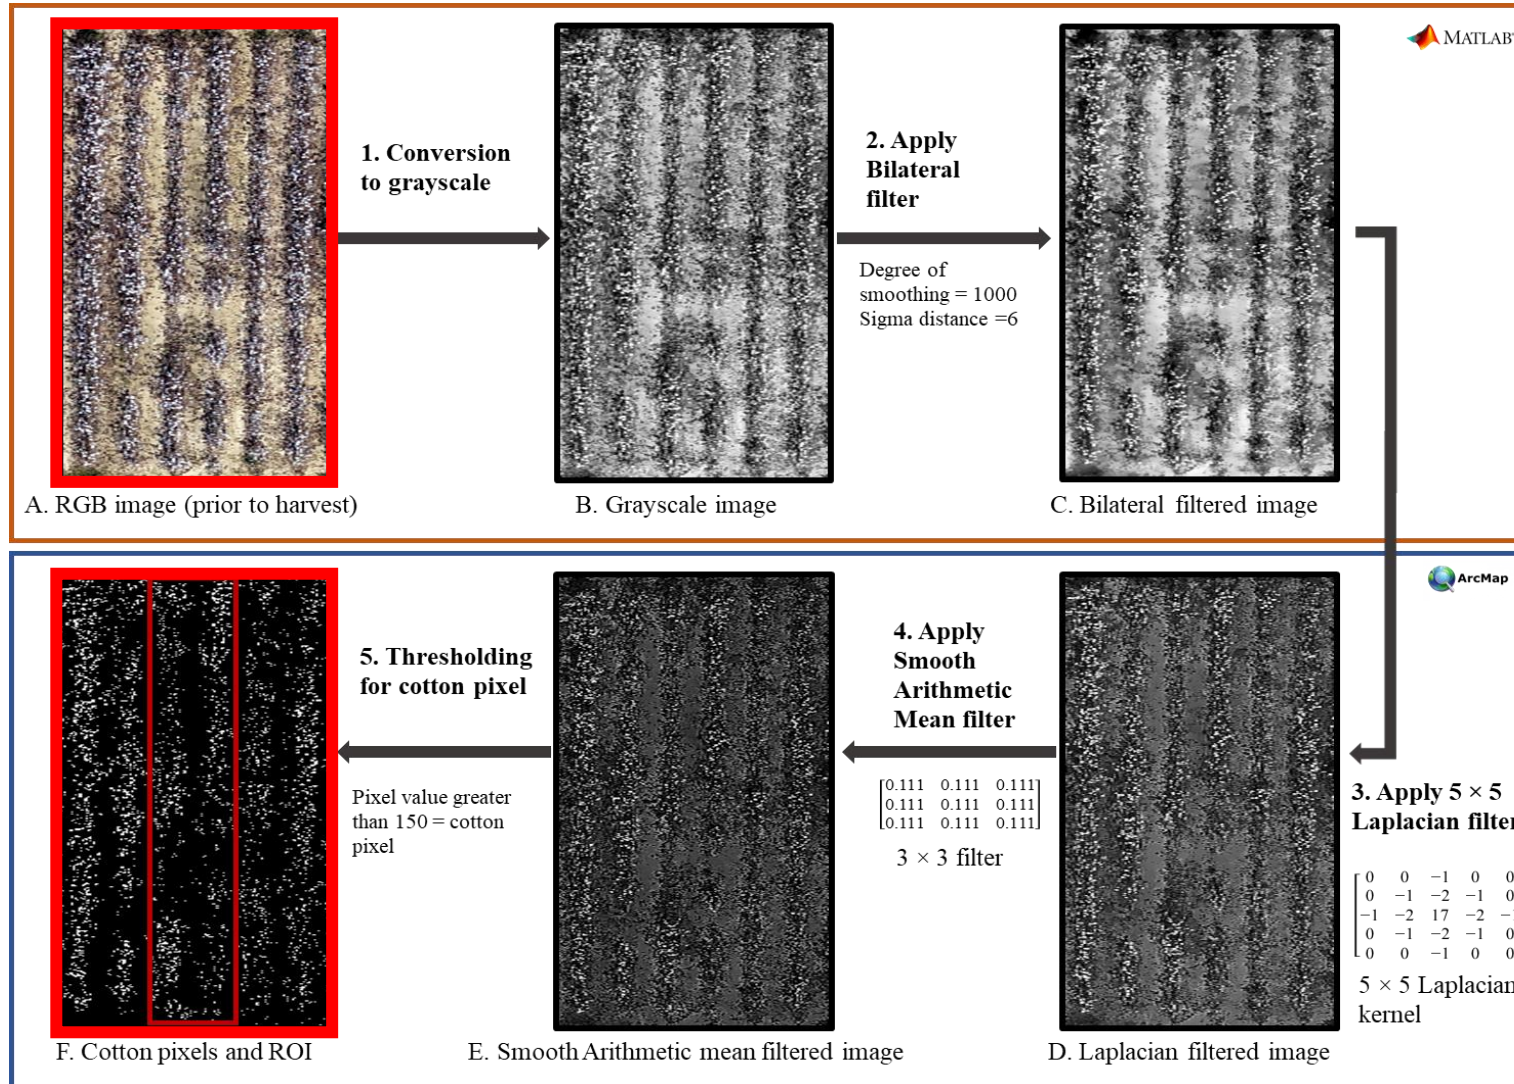 MATLAB
1. Conversion
to grayscale
2. Apply
Bilateral
filter
Degree of
smoothing = 1000
Sigma distance =6
A. RGB image (prior to harvest)
B. Grayscale image
C. Bilateral filtered image
ArcMap
5. Thresholding
for cotton pixel
Pixel value greater
than 150 = cotton
pixel
4. Apply
Smooth
Arithmetic
Mean filter
0.111 0.111 0.111
0.111 0.111 0.111
0.111 0.111 0.111
3 × 3 filter
3. Apply 5 × 5
Laplacian filter
0 0 −1 0 0
0 −1 −2 −1 0
−1 −2 17 −2
0 −1 −2 −1 0
0 0 −1 0 0
5 × 5 Laplacian
kernel
F. Cotton pixels and ROI
E. Smooth Arithmetic mean filtered image
D. Laplacian filtered image